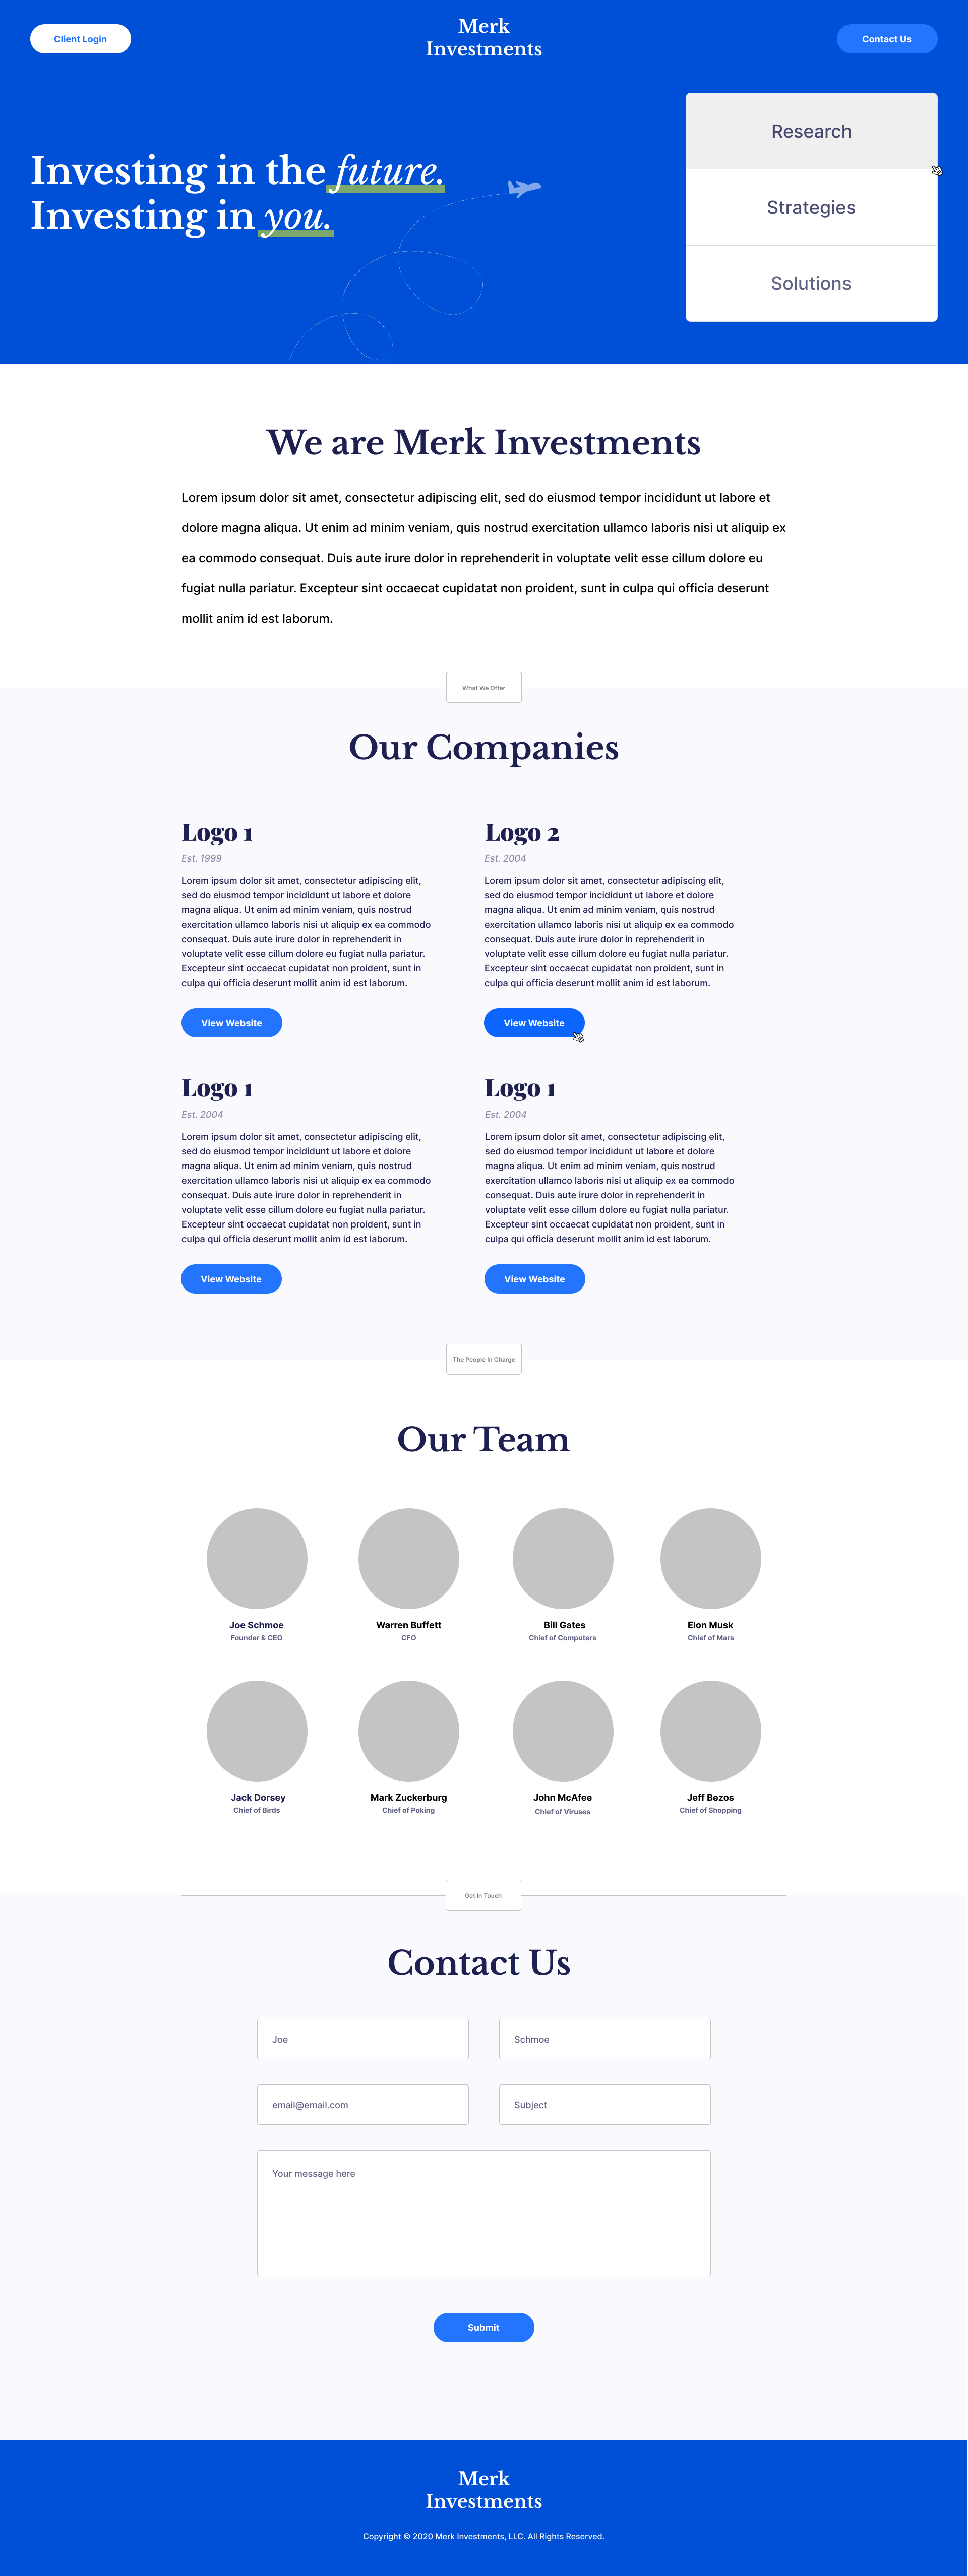 Client Login
Merk
Investments
Contact Us
Investing in the future.
Investing in you.
Research
Strategies
Solutions
We are Merk Investments
Lorem ipsum dolor sit amet, consectetur adipiscing elit, sed do eiusmod tempor incididunt ut labore et
dolore magna aliqua. Ut enim ad minim veniam, quis nostrud exercitation ullamco laboris nisi ut aliquip ex
ea commodo consequat. Duis aute irure dolor in reprehenderit in voluptate velit esse cillum dolore eu
fugiat nulla pariatur. Excepteur sint occaecat cupidatat non proident, sunt in culpa qui officia deserunt
mollit anim id est laborum.
What We Offer
Our Companies
Logo 1
Est. 1999
Lorem ipsum dolor sit amet, consectetur adipiscing elit,
sed do eiusmod tempor incididunt ut labore et dolore
magna aliqua. Ut enim ad minim veniam, quis nostrud
exercitation ullamco laboris nisi ut aliquip ex ea commodo
consequat. Duis aute irure dolor in reprehenderit in
voluptate velit esse cillum dolore eu fugiat nulla pariatur.
Excepteur sint occaecat cupidatat non proident, sunt in
culpa qui officia deserunt mollit anim id est laborum.
View Website
Logo 2
Est. 2004
Lorem ipsum dolor sit amet, consectetur adipiscing elit,
sed do eiusmod tempor incididunt ut labore et dolore
magna aliqua. Ut enim ad minim veniam, quis nostrud
exercitation ullamco laboris nisi ut aliquip ex ea commodo
consequat. Duis aute irure dolor in reprehenderit in
voluptate velit esse cillum dolore eu fugiat nulla pariatur.
Excepteur sint occaecat cupidatat non proident, sunt in
culpa qui officia deserunt mollit anim id est laborum.
View Website
Logo 1
Est. 2004
Lorem ipsum dolor sit amet, consectetur adipiscing elit,
sed do eiusmod tempor incididunt ut labore et dolore
magna aliqua. Ut enim ad minim veniam, quis nostrud
exercitation ullamco laboris nisi ut aliquip ex ea commodo
consequat. Duis aute irure dolor in reprehenderit in
voluptate velit esse cillum dolore eu fugiat nulla pariatur.
Excepteur sint occaecat cupidatat non proident, sunt in
culpa qui officia deserunt mollit anim id est laborum.
View Website
Logo 1
Est. 2004
Lorem ipsum dolor sit amet, consectetur adipiscing elit,
sed do eiusmod tempor incididunt ut labore et dolore
magna aliqua. Ut enim ad minim veniam, quis nostrud
exercitation ullamco laboris nisi ut aliquip ex ea commodo
consequat. Duis aute irure dolor in reprehenderit in
voluptate velit esse cillum dolore eu fugiat nulla pariatur.
Excepteur sint occaecat cupidatat non proident, sunt in
culpa qui officia deserunt mollit anim id est laborum.
View Website
The People In Charge
Our Team
Joe Schmoe
Founder & CEO
Warren Buffett
CFO
Bill Gates
Chief of Computers
Elon Musk
Chief of Mars
Jack Dorsey
Chief of Birds
Mark Zuckerburg
Chief of Poking
John McAfee
Chief of Viruses
Jeff Bezos
Chief of Shopping
Get In Touch
Contact Us
Joe
Schmoe
email@email.com
Subject
Your message here
Submit
Merk
Investments
Copyright © 2020 Merk Investments, LLC. All Rights Reserved.